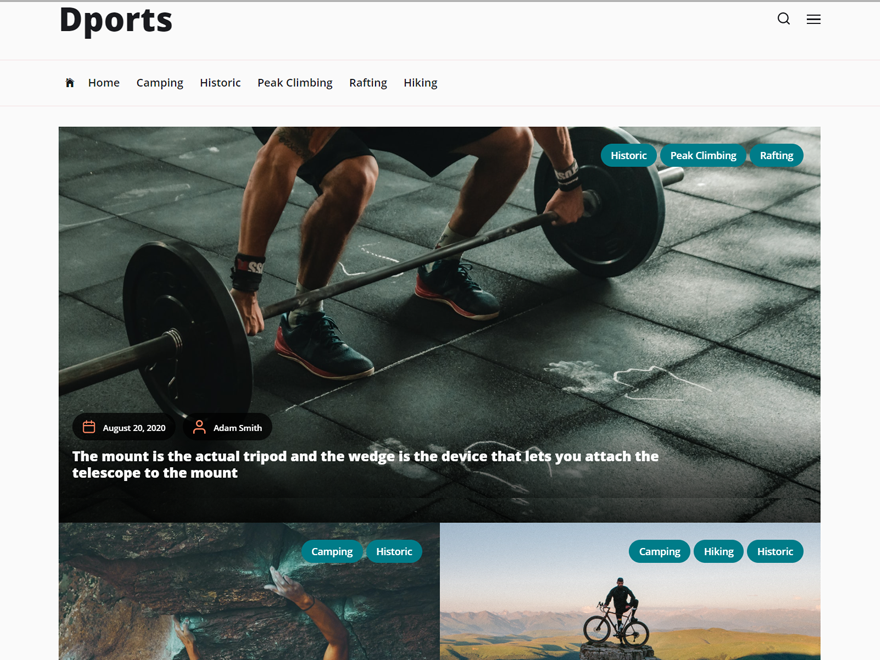 Dports
Home Camping Historic Peak Climbing Rafting Hiking
Historic Peak Climbing Rafting
August 20, 2020 Adam Smith
The mount is the actual tripod and the wedge is the device that lets you attach the
telescope to the mount
Camping Historic
Camping Hiking Historic